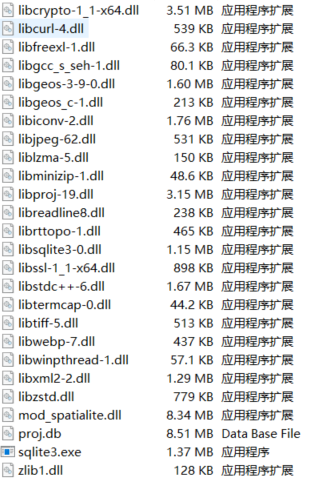 libcrypto-1_1-x64.dll 3.51 MB 应用程序扩展
libcurl-4.dll 539 KB 应用程序扩展
libfreexl-1.dll 66.3 KB 应用程序扩展
libgcc_s_seh-1.dll 80.1 KB 应用程序扩展
libgeos-3-9-0.dll 1.60 MB 应用程序扩展
libgeos_c-1.dll 213 KB 应用程序扩展
libiconv-2.dll 1.76 MB 应用程序扩展
libjpeg-62.dll 531 KB 应用程序扩展
liblzma-5.dll 150 KB 应用程序扩展
libminizip-1.dll 48.6 KB 应用程序扩展
libproj-19.dll 3.15 MB 应用程序扩展
libreadline8.dll 238 KB 应用程序扩展
librttopo-1.dll 465 KB 应用程序扩展
libsqlite3-0.dll 1.15 MB 应用程序扩展
libssl-1_1-x64.dll 898 KB 应用程序扩展
libstdc++-6.dll 1.67 MB 应用程序扩展
libtermcap-0.dll 44.2 KB 应用程序扩展
libtiff-5.dll 513 KB 应用程序扩展
libwebp-7.dll 437 KB 应用程序扩展
libwinpthread-1.dll 57.1 KB 应用程序扩展
libxml2-2.dll 1.29 MB 应用程序扩展
libzstd.dll 779 KB 应用程序扩展
mod_spatialite.dll 8.34 MB 应用程序扩展
proj.db 8.51 MB Data Base File
sqlite3.exe 1.37 MB 应用程序
zlib1.dll 128 KB 应用程序扩展